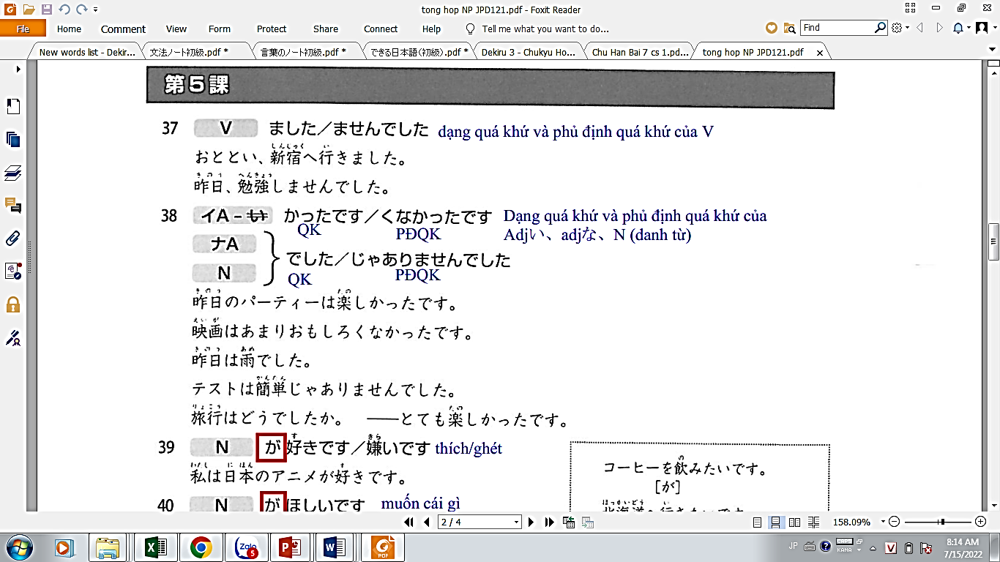 tong hop NP JPD121.pdf - Foxit Reader
File Home Comment View Form Protect Share Connect Help Tell me what you want to do... Find
New words list - Dekir... 文法ノート初級.pdf * 言葉のノート初級.pdf * できる日本語(初級).pdf * Dekiru 3 - Chukyu Ho... Chu Han Bai 7 cs 1.pd... tong hop NP JPD121.pdf
第5課
37 V ました/ませんでした dạng quá khứ và phủ định quá khứ của V
おととい、新宿へ行きました。
昨日、勉強しませんでした。
38 イA-い かったです/くなかったです Dạng quá khứ và phủ định quá khứ của
QK PĐQK Adjい、adjな、N (danh từ)
ナA
でした/じゃありませんでした
N
QK PĐQK
昨日のパーティーは楽しかったです。
映画はあまりおもしろくなかったです。
昨日は雨でした。
テストは簡単じゃありませんでした。
旅行はどうでしたか。 ――とても楽しかったです。
39 N が 好きです/嫌いです thích/ghét
私は日本のアニメが好きです。
40 N が ほしいです muốn cái gì
コーヒーを飲みたいです。
[が]
2 / 4
158.09%
Zalo 5
PDF
JP
CAPS
KANA
8:14 AM
7/15/2022